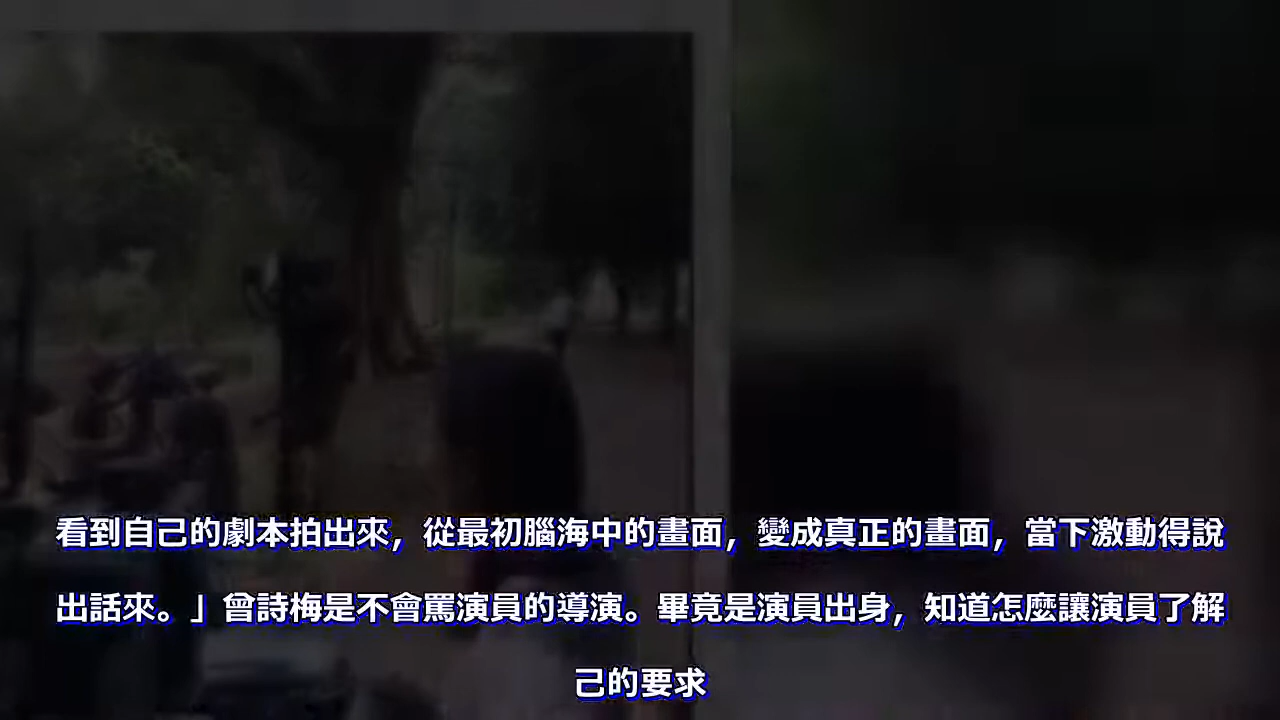 看到自己的劇本拍出來，從最初腦海中的畫面，變成真正的畫面，當下激動得說
出話來。」曾詩梅是不會罵演員的導演。畢竟是演員出身，知道怎麼讓演員了解
己的要求